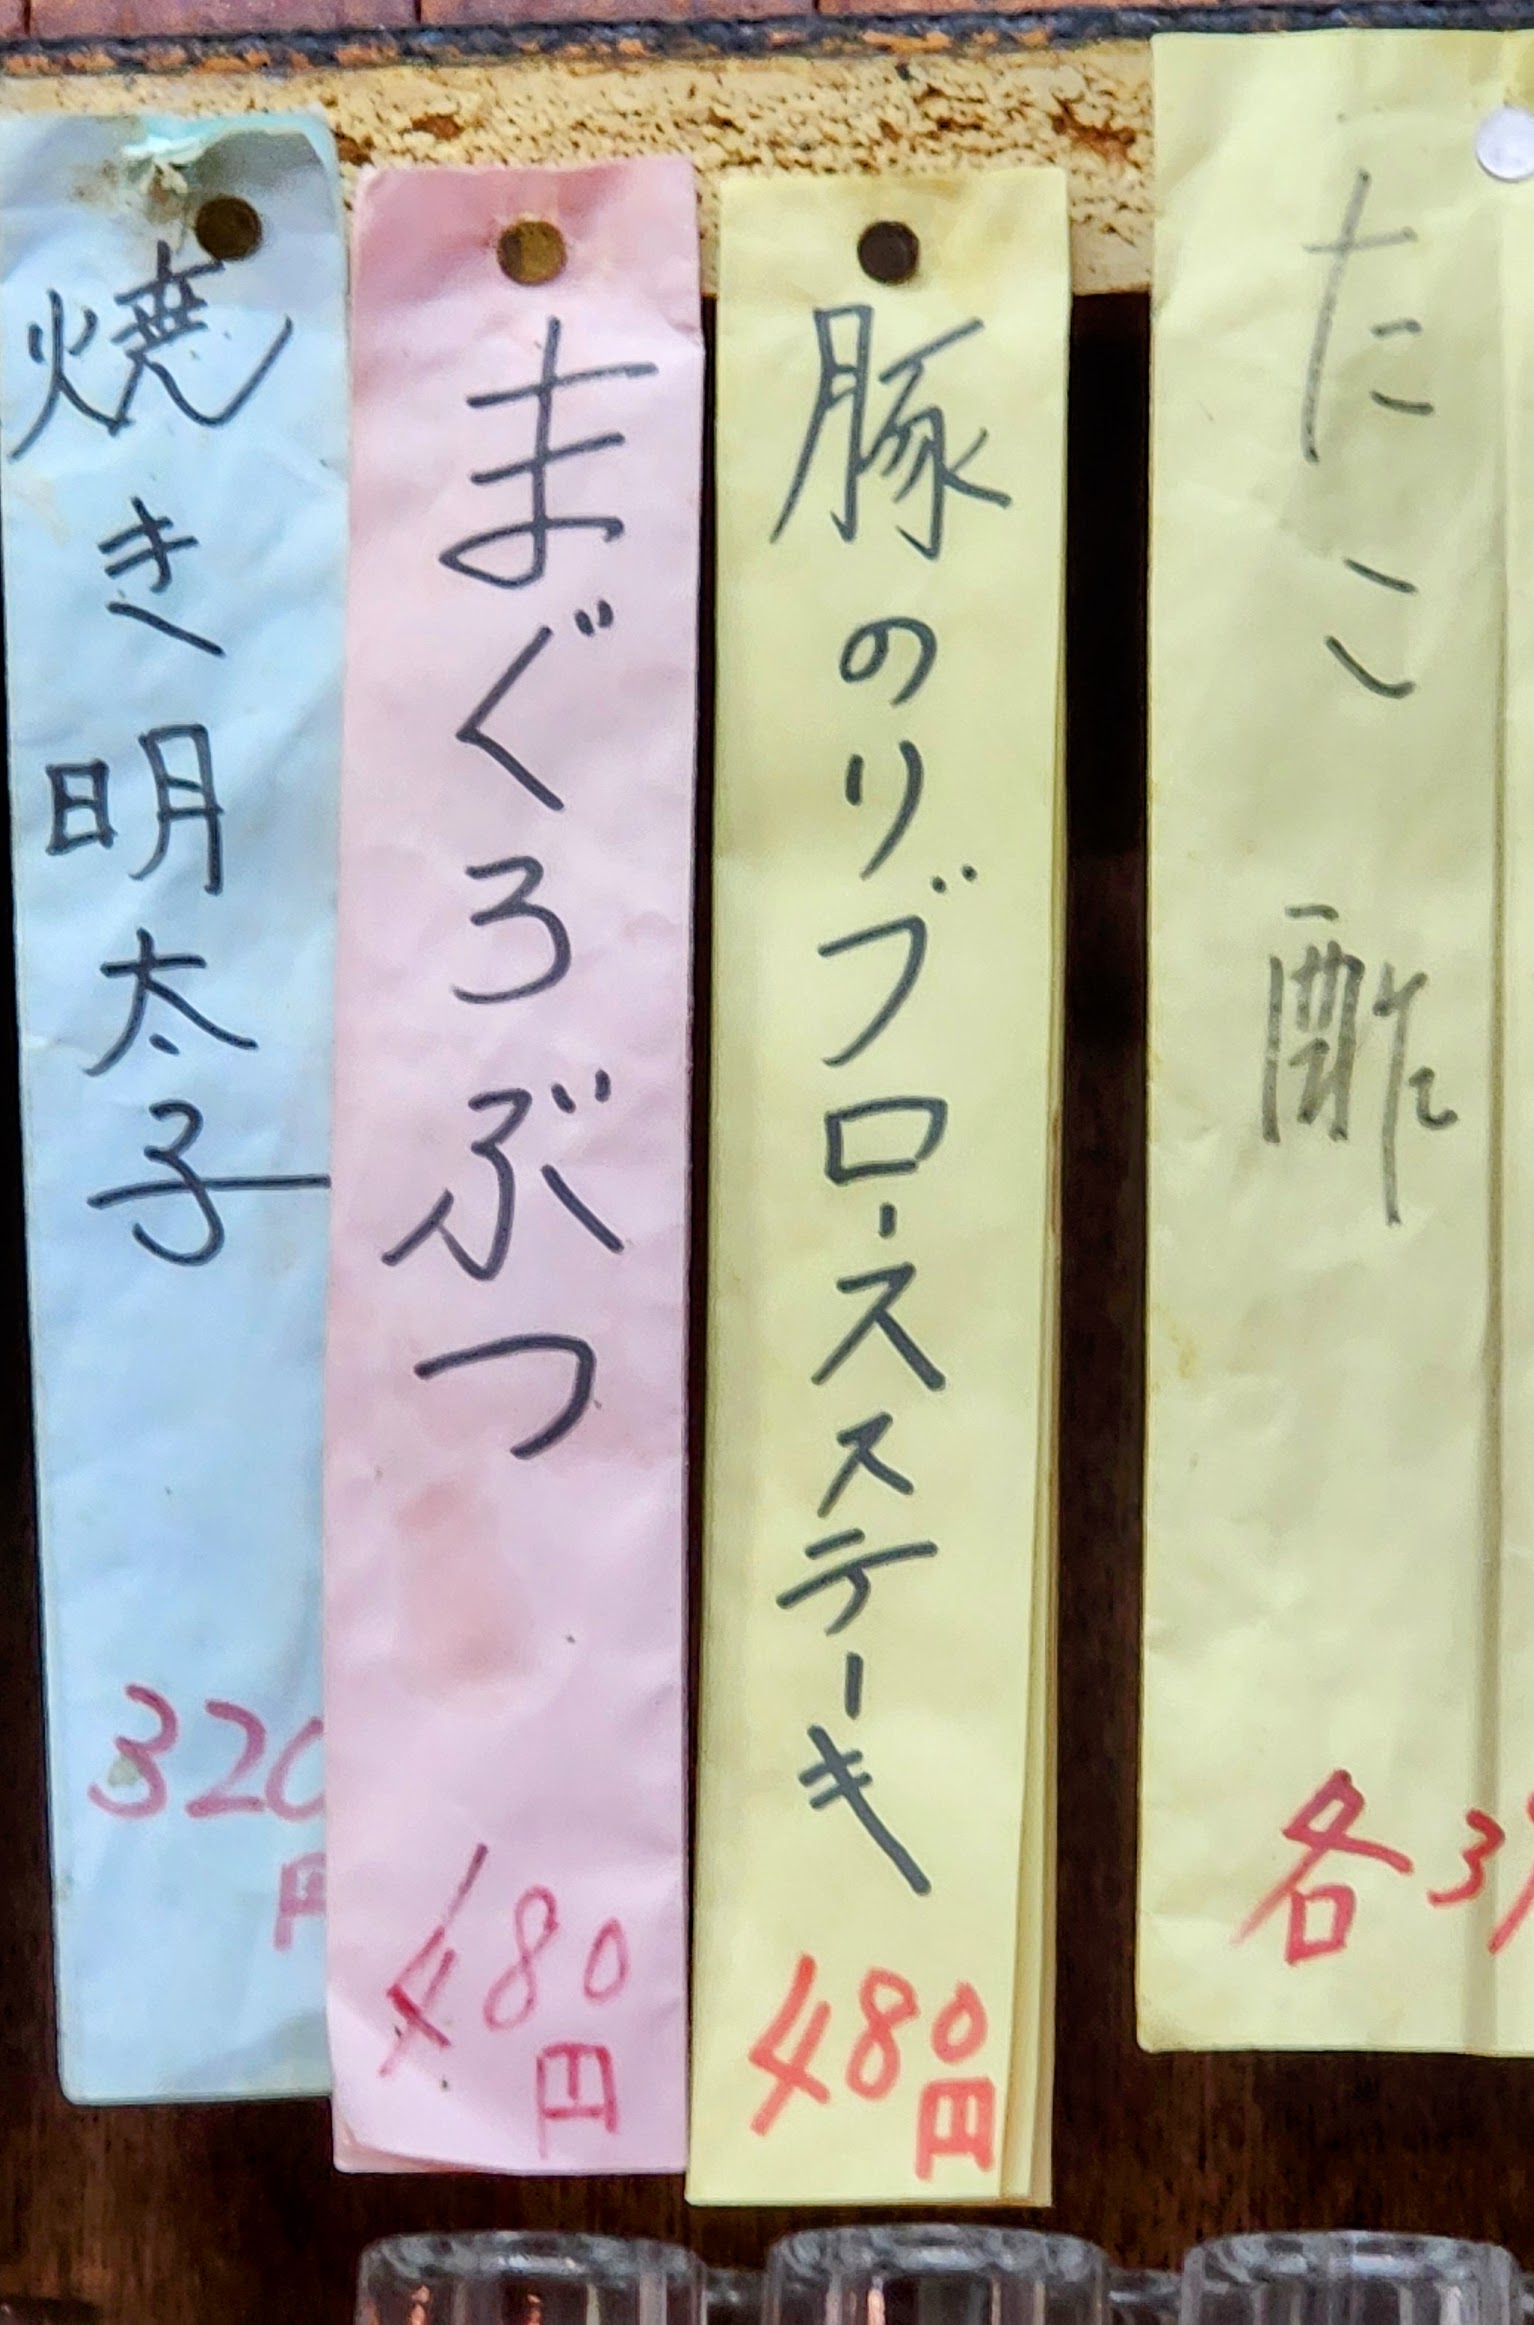 たこ酢
各3
豚のリブロースステーキ
480円
まぐろぶつ
480円
焼き明太子
320円